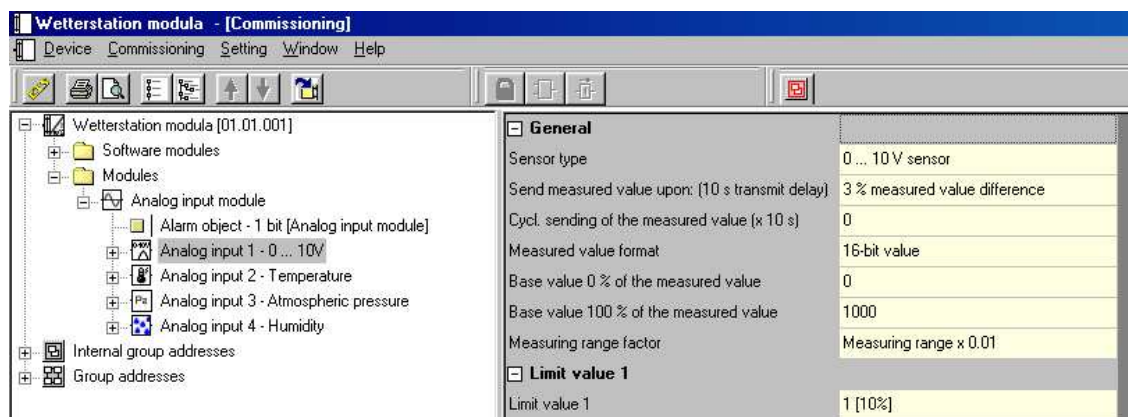 Wetterstation modula - [Commissioning]
Device Commissioning Setting Window Help
Wetterstation modula [01.01.001]
Software modules
Modules
Analog input module
Alarm object - 1 bit [Analog input module]
Analog input 1 - 0 ... 10V
Analog input 2 - Temperature
Analog input 3 - Atmospheric pressure
Analog input 4 - Humidity
Internal group addresses
Group addresses
General
Sensor type 0 ... 10 V sensor
Send measured value upon: (10 s transmit delay) 3 % measured value difference
Cycl. sending of the measured value (x 10 s) 0
Measured value format 16-bit value
Base value 0 % of the measured value 0
Base value 100 % of the measured value 1000
Measuring range factor Measuring range x 0.01
Limit value 1
Limit value 1 1 [10%]